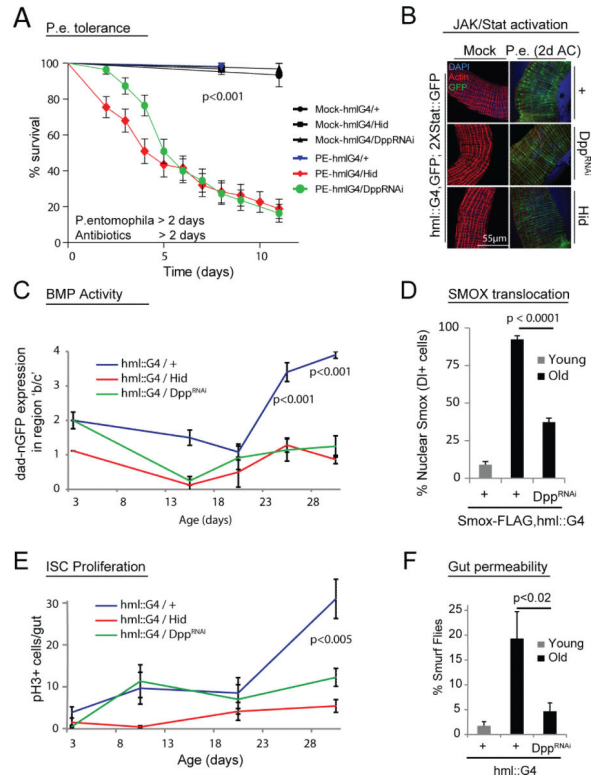 A
P.e. tolerance
% survival
100
80
60
40
20
0
0
5
10
p<0.001
Mock-hmlG4/+
Mock-hmlG4/Hid
Mock-hmlG4/DppRNAi
PE-hmlG4/+
PE-hmlG4/Hid
PE-hmlG4/DppRNAi
P.entomophila > 2 days
Antibiotics > 2 days
Time (days)
B
JAK/Stat activation
Mock
P.e. (2d AC)
DAPI
Actin
GFP
hml::G4,GFP; 2XStat::GFP
+
DppRNAi
Hid
55µm
C
BMP Activity
dad-nGFP expression
in region 'b/c'
4
3
2
1
0
hml::G4 / +
hml::G4 / Hid
hml::G4 / DppRNAi
p<0.001
p<0.001
3
8
13
18
23
28
Age (days)
D
SMOX translocation
p < 0.0001
% Nuclear Smox (Dl+ cells)
100
75
50
25
0
Young
Old
+
+
DppRNAi
Smox-FLAG,hml::G4
E
ISC Proliferation
pH3+ cells/gut
30
20
10
0
hml::G4 / +
hml::G4 / Hid
hml::G4 / DppRNAi
p<0.005
3
8
13
18
23
28
Age (days)
F
Gut permeability
p<0.02
% Smurf Flies
25
20
15
10
5
0
Young
Old
+
+
DppRNAi
hml::G4